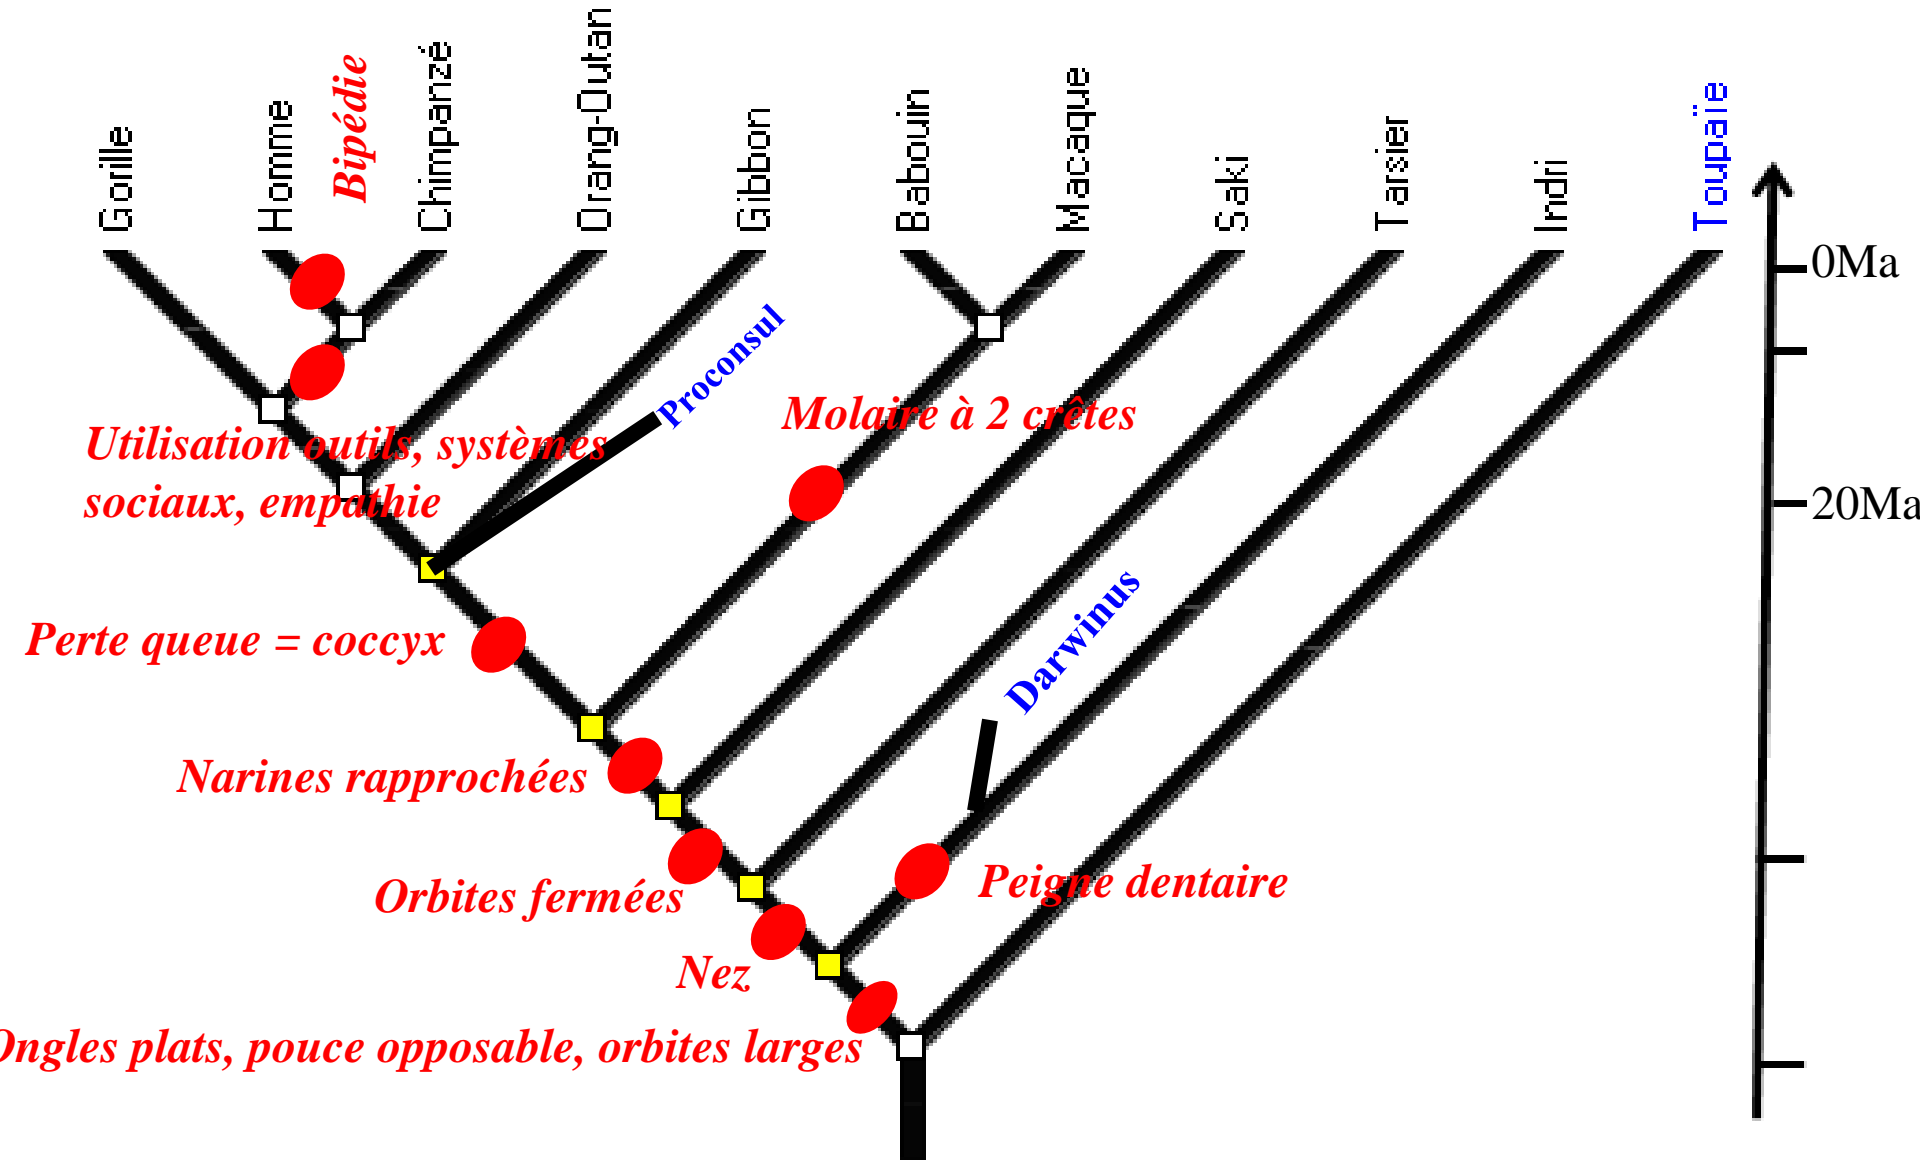 Gorille
Homme
Bipédie
Chimpanzé
Orang-Outan
Gibbon
Babouin
Macaque
Saki
Tarsier
Indri
Toupaïe
0Ma
Proconsul
Molaire à 2 crêtes
Utilisation outils, systèmes
sociaux, empathie
20Ma
Darwinus
Perte queue = coccyx
Narines rapprochées
Orbites fermées
Peigne dentaire
Nez
Ongles plats, pouce opposable, orbites larges